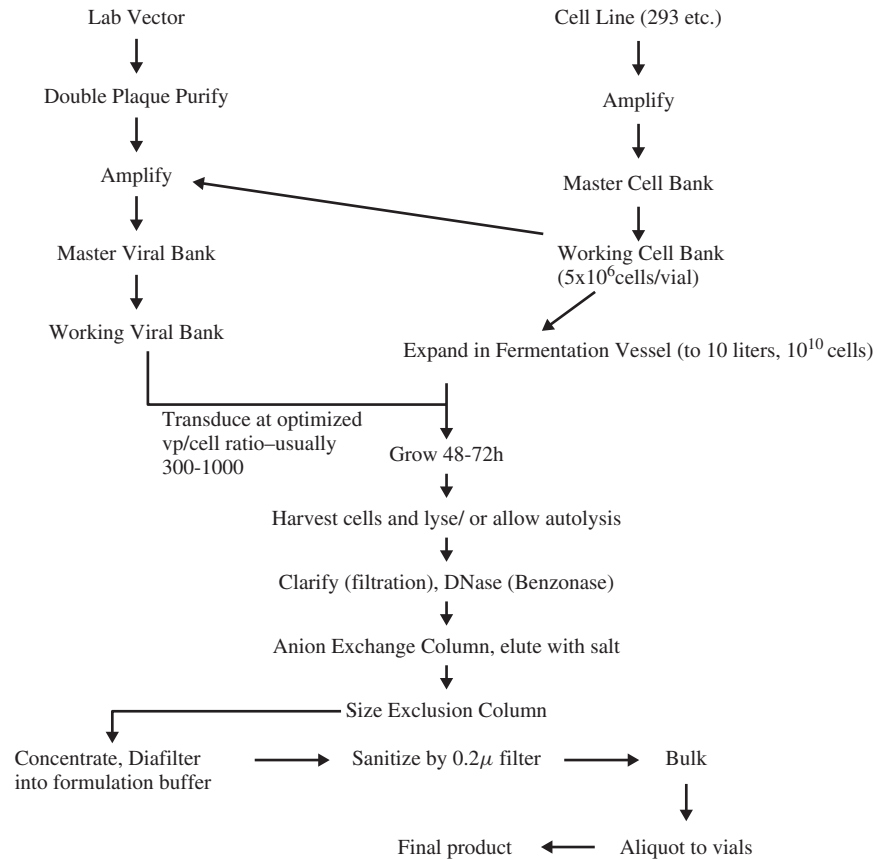 Lab Vector
Cell Line (293 etc.)
Double Plaque Purify
Amplify
Amplify
Master Cell Bank
Master Viral Bank
Working Cell Bank
(5x10⁶cells/vial)
Working Viral Bank
Expand in Fermentation Vessel (to 10 liters, 10¹⁰ cells)
Transduce at optimized
vp/cell ratio–usually
300-1000
Grow 48-72h
Harvest cells and lyse/ or allow autolysis
Clarify (filtration), DNase (Benzonase)
Anion Exchange Column, elute with salt
Size Exclusion Column
Concentrate, Diafilter
into formulation buffer
Sanitize by 0.2μ filter
Bulk
Aliquot to vials
Final product